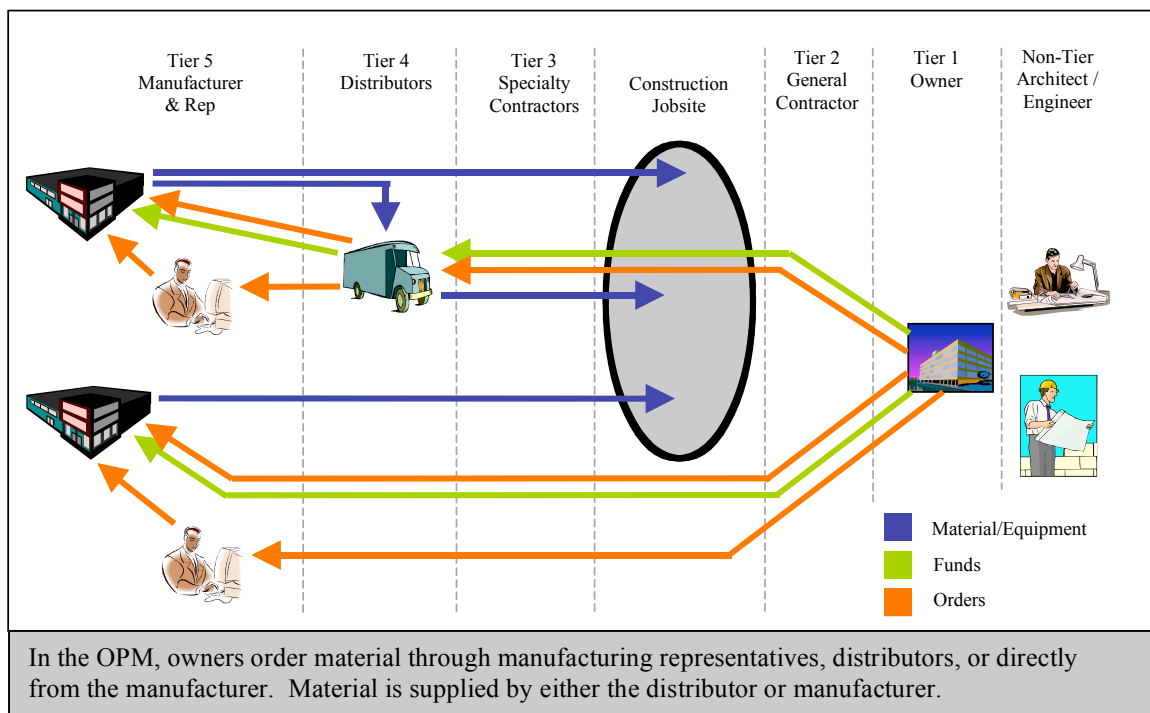 Tier 5
Manufacturer
& Rep
Tier 4
Distributors
Tier 3
Specialty
Contractors
Construction
Jobsite
Tier 2
General
Contractor
Tier 1
Owner
Non-Tier
Architect /
Engineer
Material/Equipment
Funds
Orders
In the OPM, owners order material through manufacturing representatives, distributors, or directly
from the manufacturer.  Material is supplied by either the distributor or manufacturer.